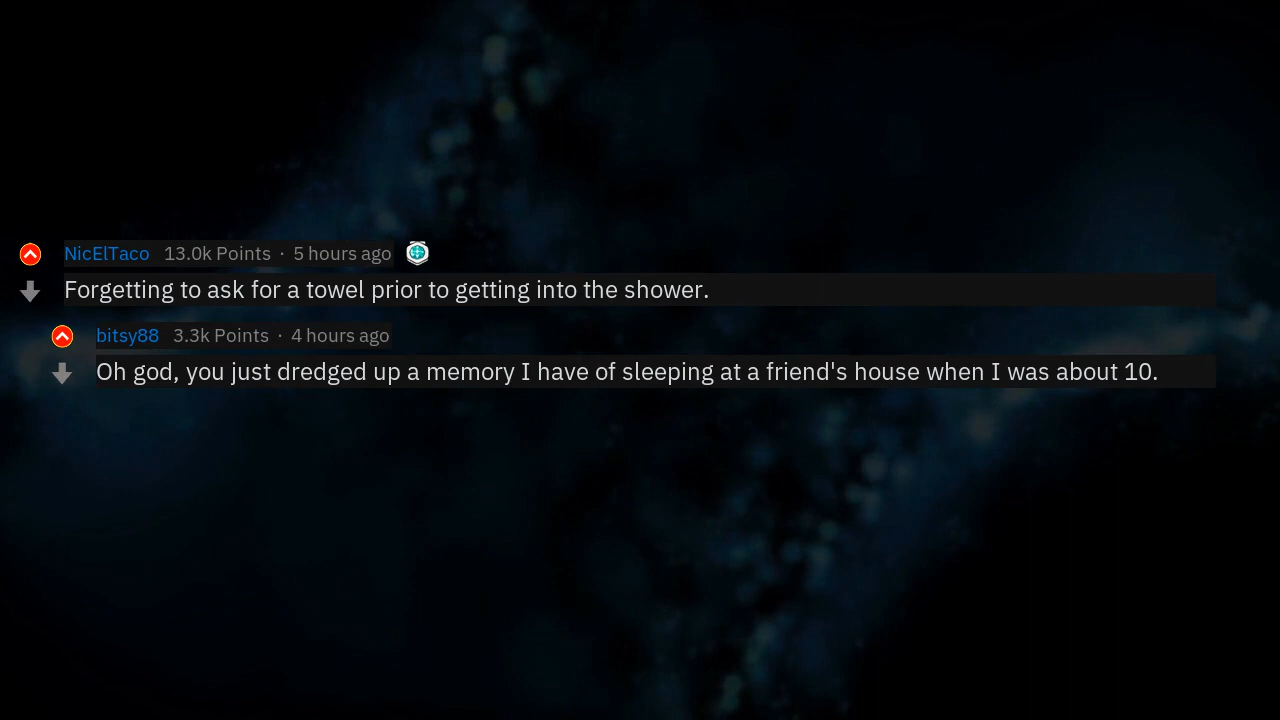 NicElTaco 13.0k Points · 5 hours ago
Forgetting to ask for a towel prior to getting into the shower.
bitsy88 3.3k Points · 4 hours ago
Oh god, you just dredged up a memory I have of sleeping at a friend's house when I was about 10.